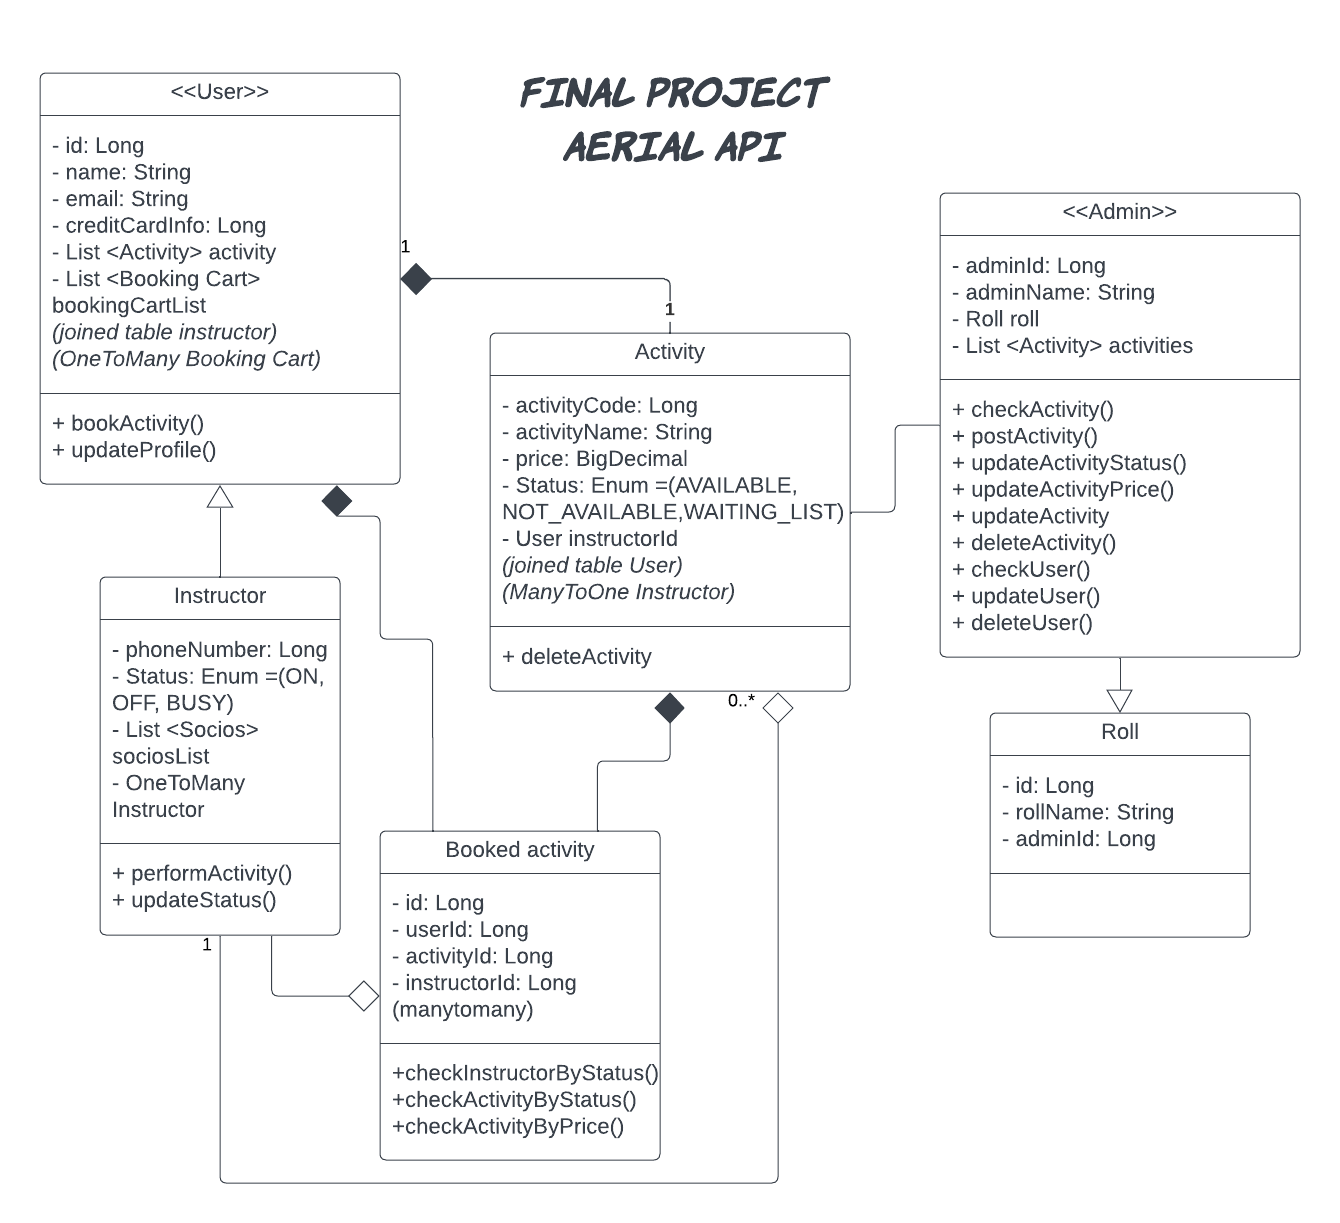 FINAL PROJECT
AERIAL API
<<User>>
- id: Long
- name: String
- email: String
- creditCardInfo: Long
- List <Activity> activity
- List <Booking Cart>
bookingCartList
(joined table instructor)
(OneToMany Booking Cart)
+ bookActivity()
+ updateProfile()
1
1
Activity
- activityCode: Long
- activityName: String
- price: BigDecimal
- Status: Enum =(AVAILABLE,
NOT_AVAILABLE,WAITING_LIST)
- User instructorId
(joined table User)
(ManyToOne Instructor)
+ deleteActivity
0..*
<<Admin>>
- adminId: Long
- adminName: String
- Roll roll
- List <Activity> activities
+ checkActivity()
+ postActivity()
+ updateActivityStatus()
+ updateActivityPrice()
+ updateActivity
+ deleteActivity()
+ checkUser()
+ updateUser()
+ deleteUser()
Instructor
- phoneNumber: Long
- Status: Enum =(ON,
OFF, BUSY)
- List <Socios>
sociosList
- OneToMany
Instructor
+ performActivity()
+ updateStatus()
1
Roll
- id: Long
- rollName: String
- adminId: Long
Booked activity
- id: Long
- userId: Long
- activityId: Long
- instructorId: Long
(manytomany)
+checkInstructorByStatus()
+checkActivityByStatus()
+checkActivityByPrice()